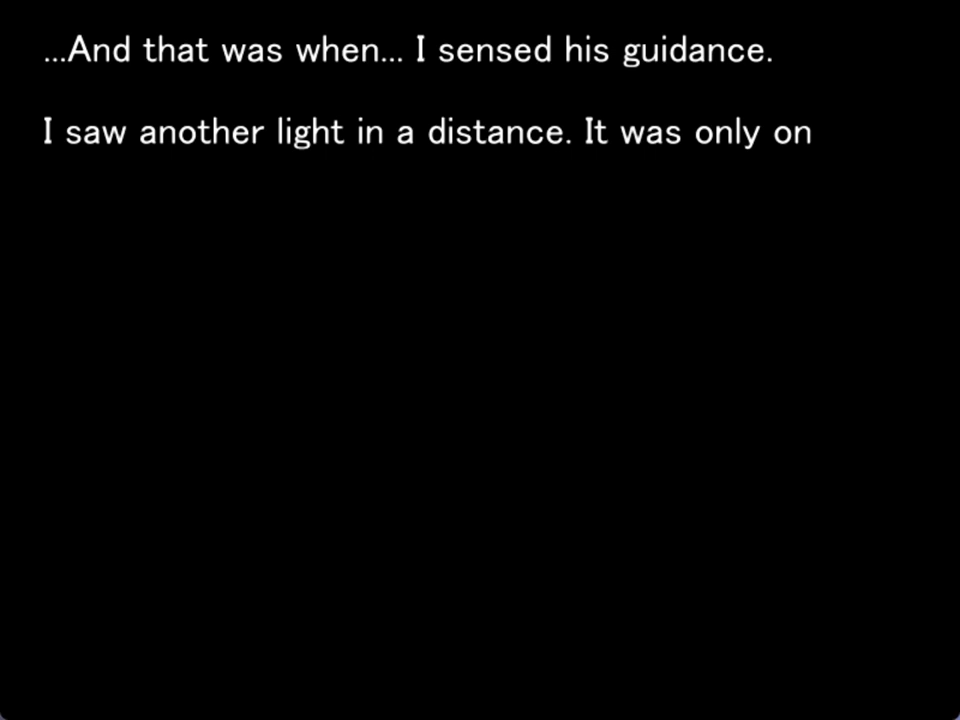 ...And that was when... I sensed his guidance.
I saw another light in a distance. It was only on